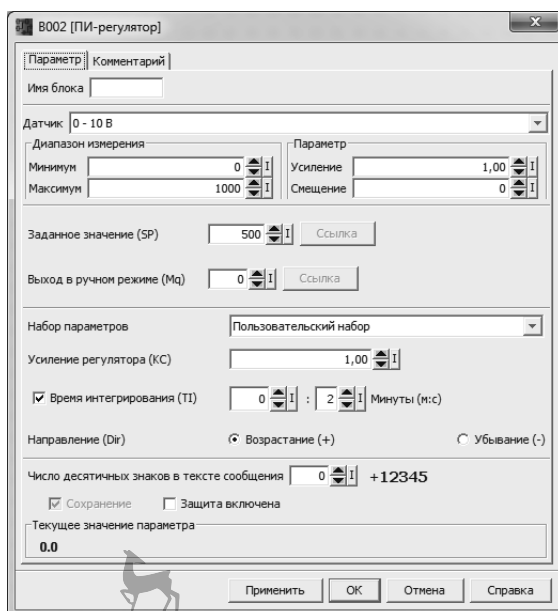 B002 [ПИ-регулятор]
x
Параметр Комментарий
Имя блока
Датчик 0 - 10 В
Диапазон измерения Параметр
Минимум 0 I Усиление 1,00 I
Максимум 1000 I Смещение 0 I
Заданное значение (SP) 500 I Ссылка
Выход в ручном режиме (Mq) 0 I Ссылка
Набор параметров Пользовательский набор
Усиление регулятора (KC) 1,00 I
Время интегрирования (TI) 0 I : 2 I Минуты (м:с)
Направление (Dir) Возрастание (+) Убывание (-)
Число десятичных знаков в тексте сообщения 0 I +12345
Сохранение Защита включена
Текущее значение параметра
0.0
Применить OK Отмена Справка